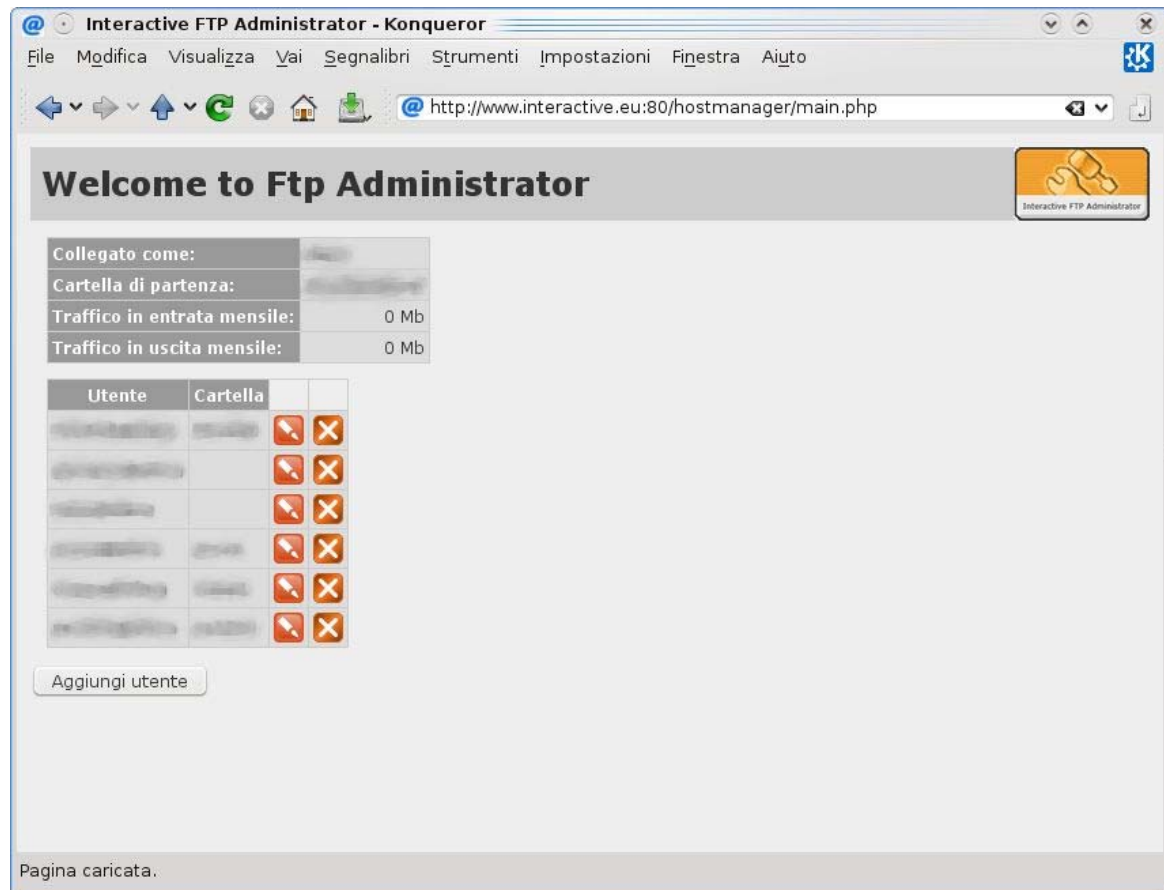 Interactive FTP Administrator - Konqueror
File Modifica Visualizza Vai Segnalibri Strumenti Impostazioni Finestra Aiuto
http://www.interactive.eu:80/hostmanager/main.php
Welcome to Ftp Administrator
Interactive FTP Administrator
Collegato come:
Cartella di partenza:
Traffico in entrata mensile: 0 Mb
Traffico in uscita mensile: 0 Mb
Utente Cartella
Aggiungi utente
Pagina caricata.